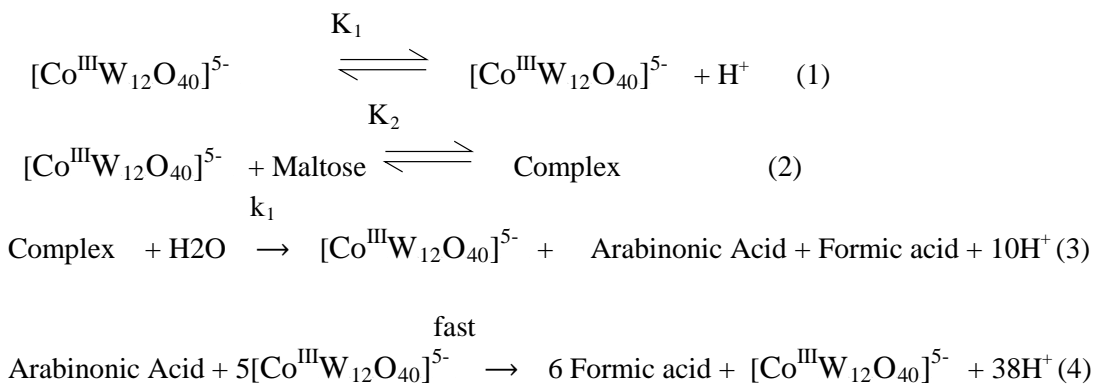 K₁
[Co^III W₁₂O₄₀]⁵⁻ ⇌ [Co^III W₁₂O₄₀]⁵⁻ + H⁺ (1)
K₂
[Co^III W₁₂O₄₀]⁵⁻ + Maltose ⇌ Complex (2)
k₁
Complex + H2O → [Co^III W₁₂O₄₀]⁵⁻ + Arabinonic Acid + Formic acid + 10H⁺ (3)
fast
Arabinonic Acid + 5[Co^III W₁₂O₄₀]⁵⁻ → 6 Formic acid + [Co^III W₁₂O₄₀]⁵⁻ + 38H⁺ (4)